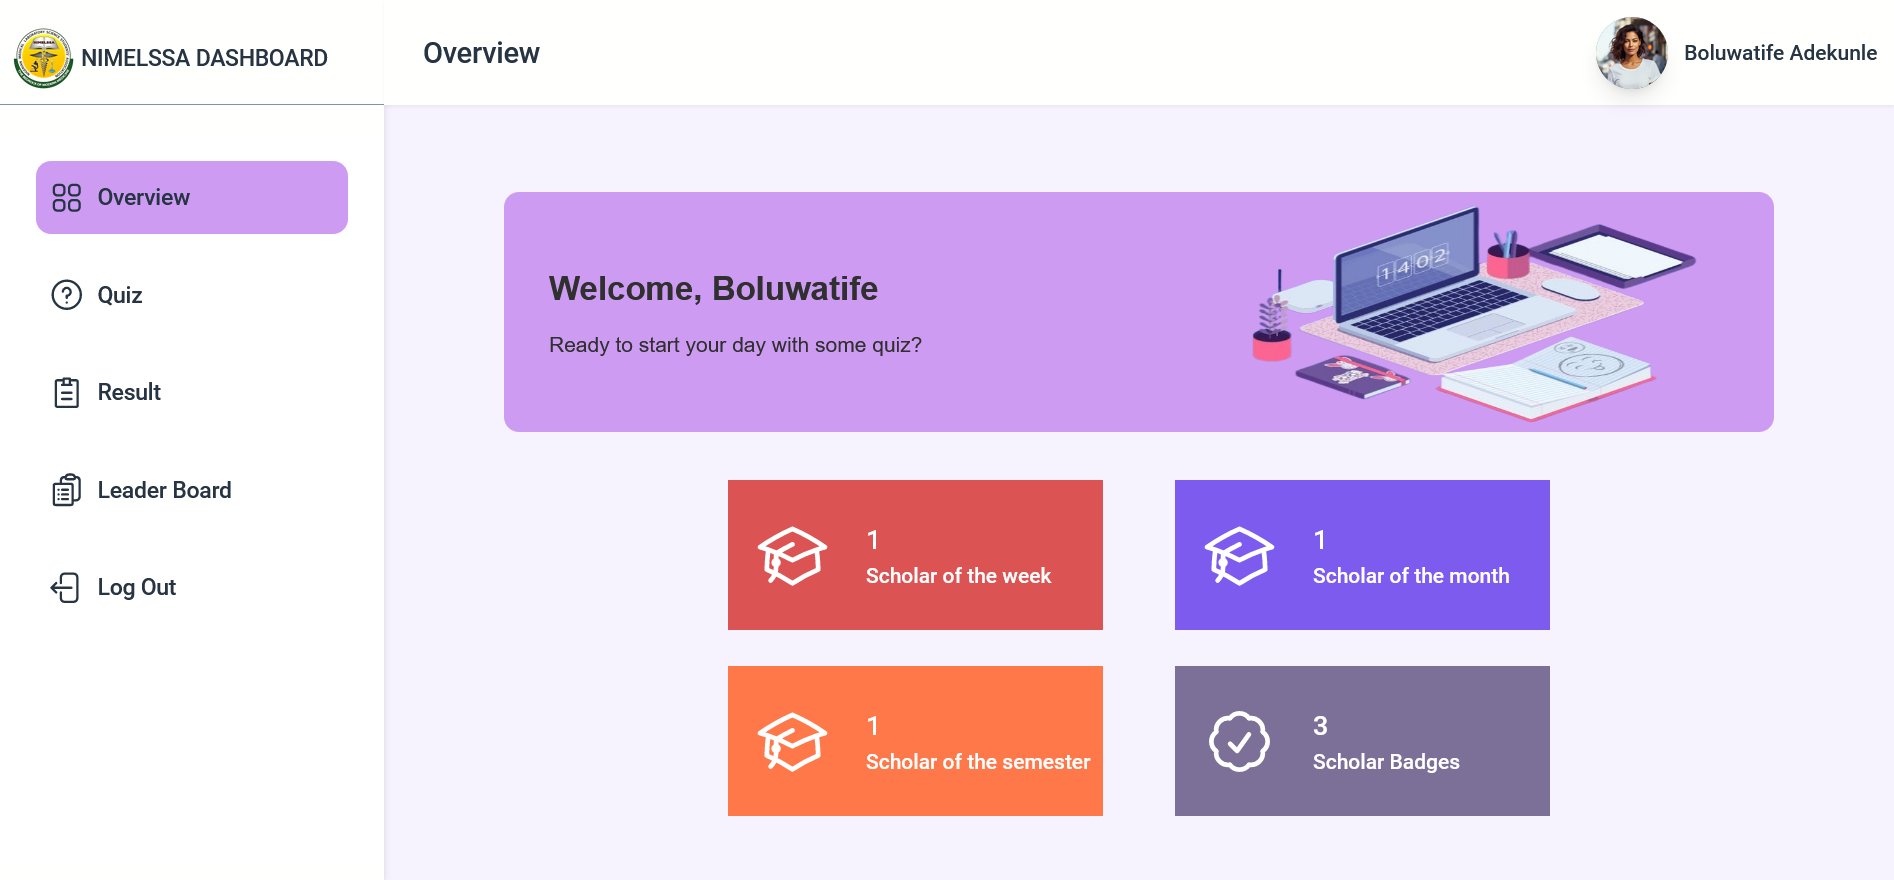 NIMELSSA DASHBOARD
Overview
Boluwatife Adekunle
Overview
Quiz
Result
Leader Board
Log Out
Welcome, Boluwatife
Ready to start your day with some quiz?
1402
1
Scholar of the week
1
Scholar of the month
1
Scholar of the semester
3
Scholar Badges